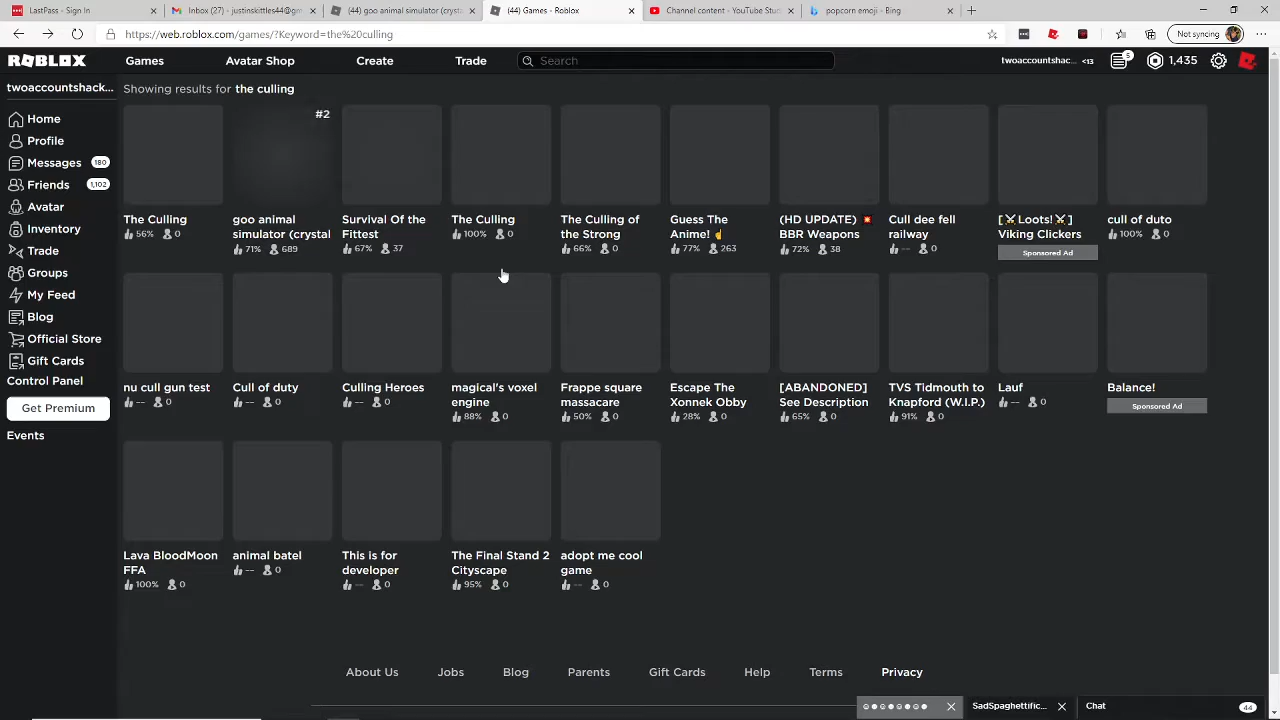 LastPass - Sign In
Inbox (27) - justinskittles44@gm
(44) goo animal simulator (crysta
(44) Games - Roblox
Channel content - YouTube Studi
popcorn emoji - Bing
https://web.roblox.com/games/?Keyword=the%20culling
Not syncing
ROBLOX
Games
Avatar Shop
Create
Trade
Search
twoaccountshac... <13
9
1,435
twoaccountshack...
Home
Profile
Messages 180
Friends 1,102
Avatar
Inventory
Trade
Groups
My Feed
Blog
Official Store
Gift Cards
Control Panel
Get Premium
Events
Showing results for the culling
The Culling
56% 0
#2
goo animal
simulator (crystal
71% 689
Survival Of the
Fittest
67% 37
The Culling
100% 0
The Culling of
the Strong
66% 0
Guess The
Anime! ☝
77% 263
(HD UPDATE) 💥
BBR Weapons
72% 38
Cull dee fell
railway
-- 0
[⚔Loots!⚔]
Viking Clickers
Sponsored Ad
cull of duto
100% 0
nu cull gun test
-- 0
Cull of duty
-- 0
Culling Heroes
-- 0
magical's voxel
engine
88% 0
Frappe square
massacare
50% 0
Escape The
Xonnek Obby
28% 0
[ABANDONED]
See Description
65% 0
TVS Tidmouth to
Knapford (W.I.P.)
91% 0
Lauf
-- 0
Balance!
Sponsored Ad
Lava BloodMoon
FFA
100% 0
animal batel
-- 0
This is for
developer
-- 0
The Final Stand 2
Cityscape
95% 0
adopt me cool
game
-- 0
About Us
Jobs
Blog
Parents
Gift Cards
Help
Terms
Privacy
SadSpaghettific...
Chat
44